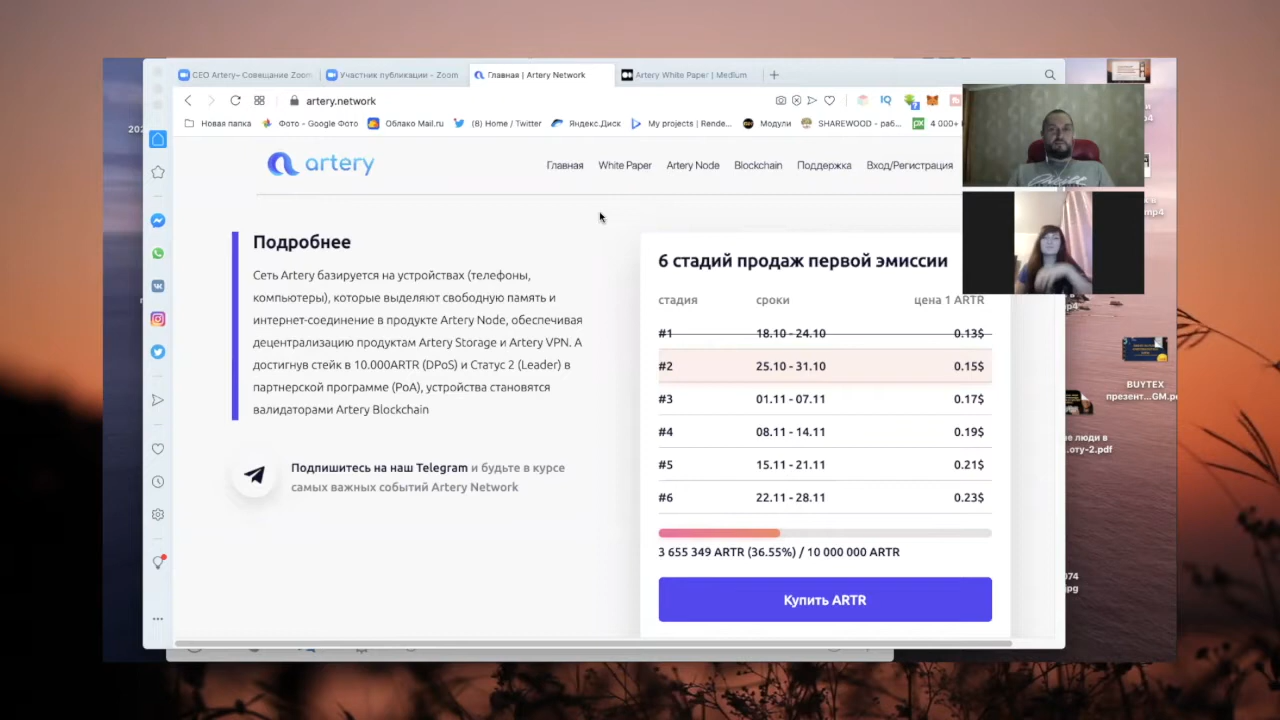 CEO Artery– Совещание Zoom
Участник публикации - Zoom
Главная | Artery Network
Artery White Paper | Medium
artery.network
Новая папка
Фото - Google Фото
Облако Mail.ru
(8) Home / Twitter
Яндекс.Диск
My projects | Rende...
Модули
SHAREWOOD - раб...
4 000+
artery
Главная
White Paper
Artery Node
Blockchain
Поддержка
Вход/Регистрация
Подробнее
Сеть Artery базируется на устройствах (телефоны,
компьютеры), которые выделяют свободную память и
интернет-соединение в продукте Artery Node, обеспечивая
децентрализацию продуктам Artery Storage и Artery VPN. А
достигнув стейк в 10.000ARTR (DPoS) и Статус 2 (Leader) в
партнерской программе (PoA), устройства становятся
валидаторами Artery Blockchain
Подпишитесь на наш Telegram и будьте в курсе
самых важных событий Artery Network
6 стадий продаж первой эмиссии
стадия сроки цена 1 ARTR
#1 18.10 - 24.10 0.13$
#2 25.10 - 31.10 0.15$
#3 01.11 - 07.11 0.17$
#4 08.11 - 14.11 0.19$
#5 15.11 - 21.11 0.21$
#6 22.11 - 28.11 0.23$
3 655 349 ARTR (36.55%) / 10 000 000 ARTR
Купить ARTR
BUYTEX
презент...GM.p
е люди в
.оту-2.pdf